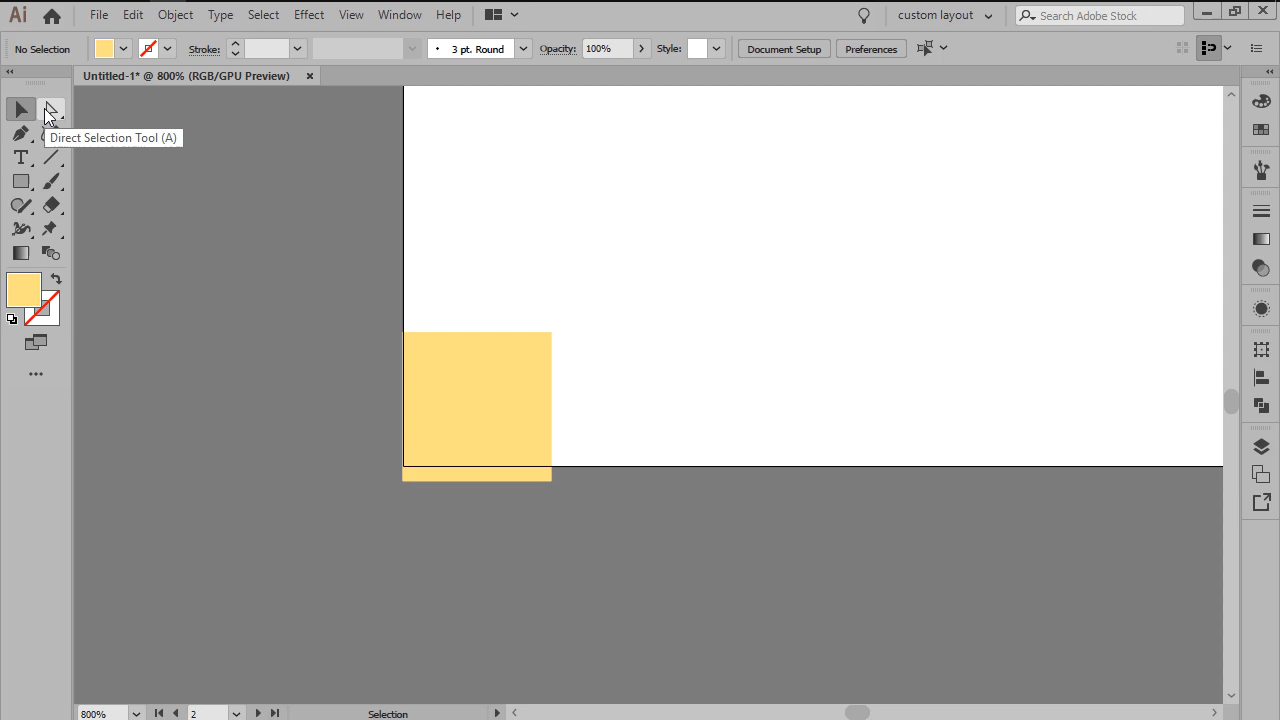 Ai File Edit Object Type Select Effect View Window Help custom layout Search Adobe Stock
No Selection Stroke: 3 pt. Round Opacity: 100% Style: Document Setup Preferences
Untitled-1* @ 800% (RGB/GPU Preview)
Direct Selection Tool (A)
800% 2 Selection